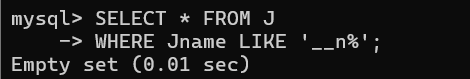 mysql> SELECT * FROM J
    -> WHERE Jname LIKE '__n%';
Empty set (0.01 sec)